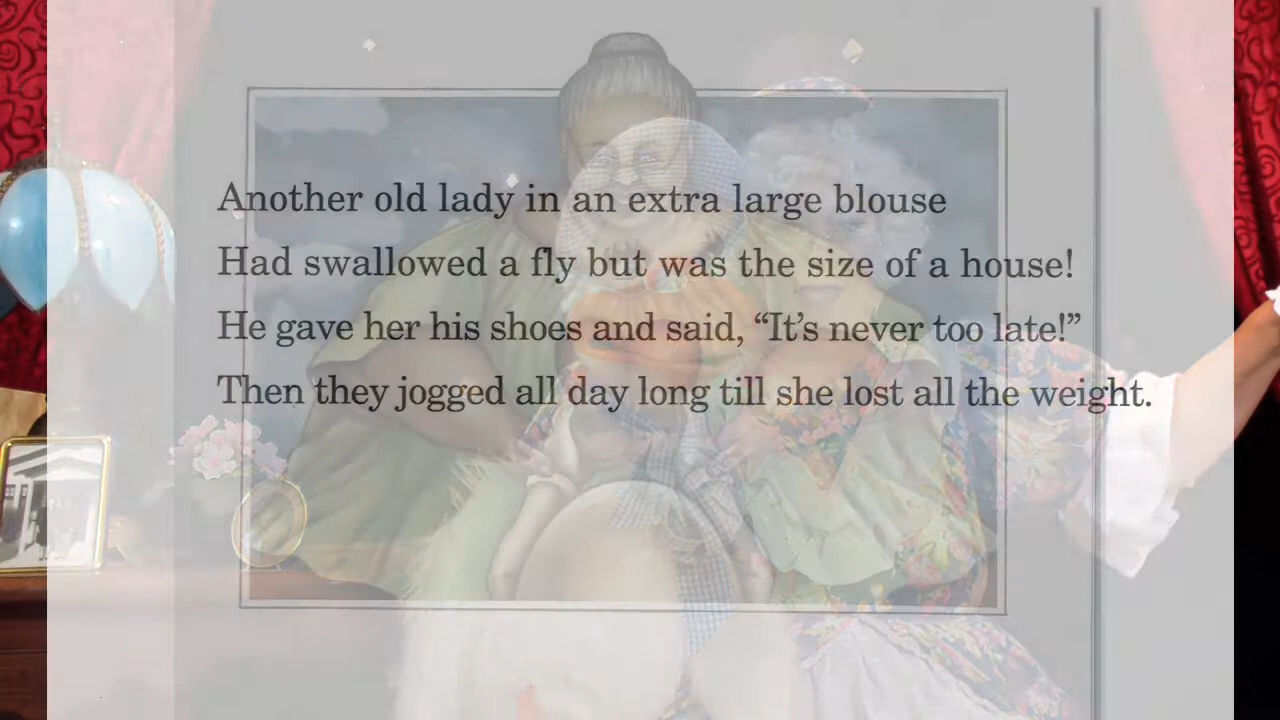 Another old lady in an extra large blouse
Had swallowed a fly but was the size of a house!
He gave her his shoes and said, “It’s never too late!”
Then they jogged all day long till she lost all the weight.